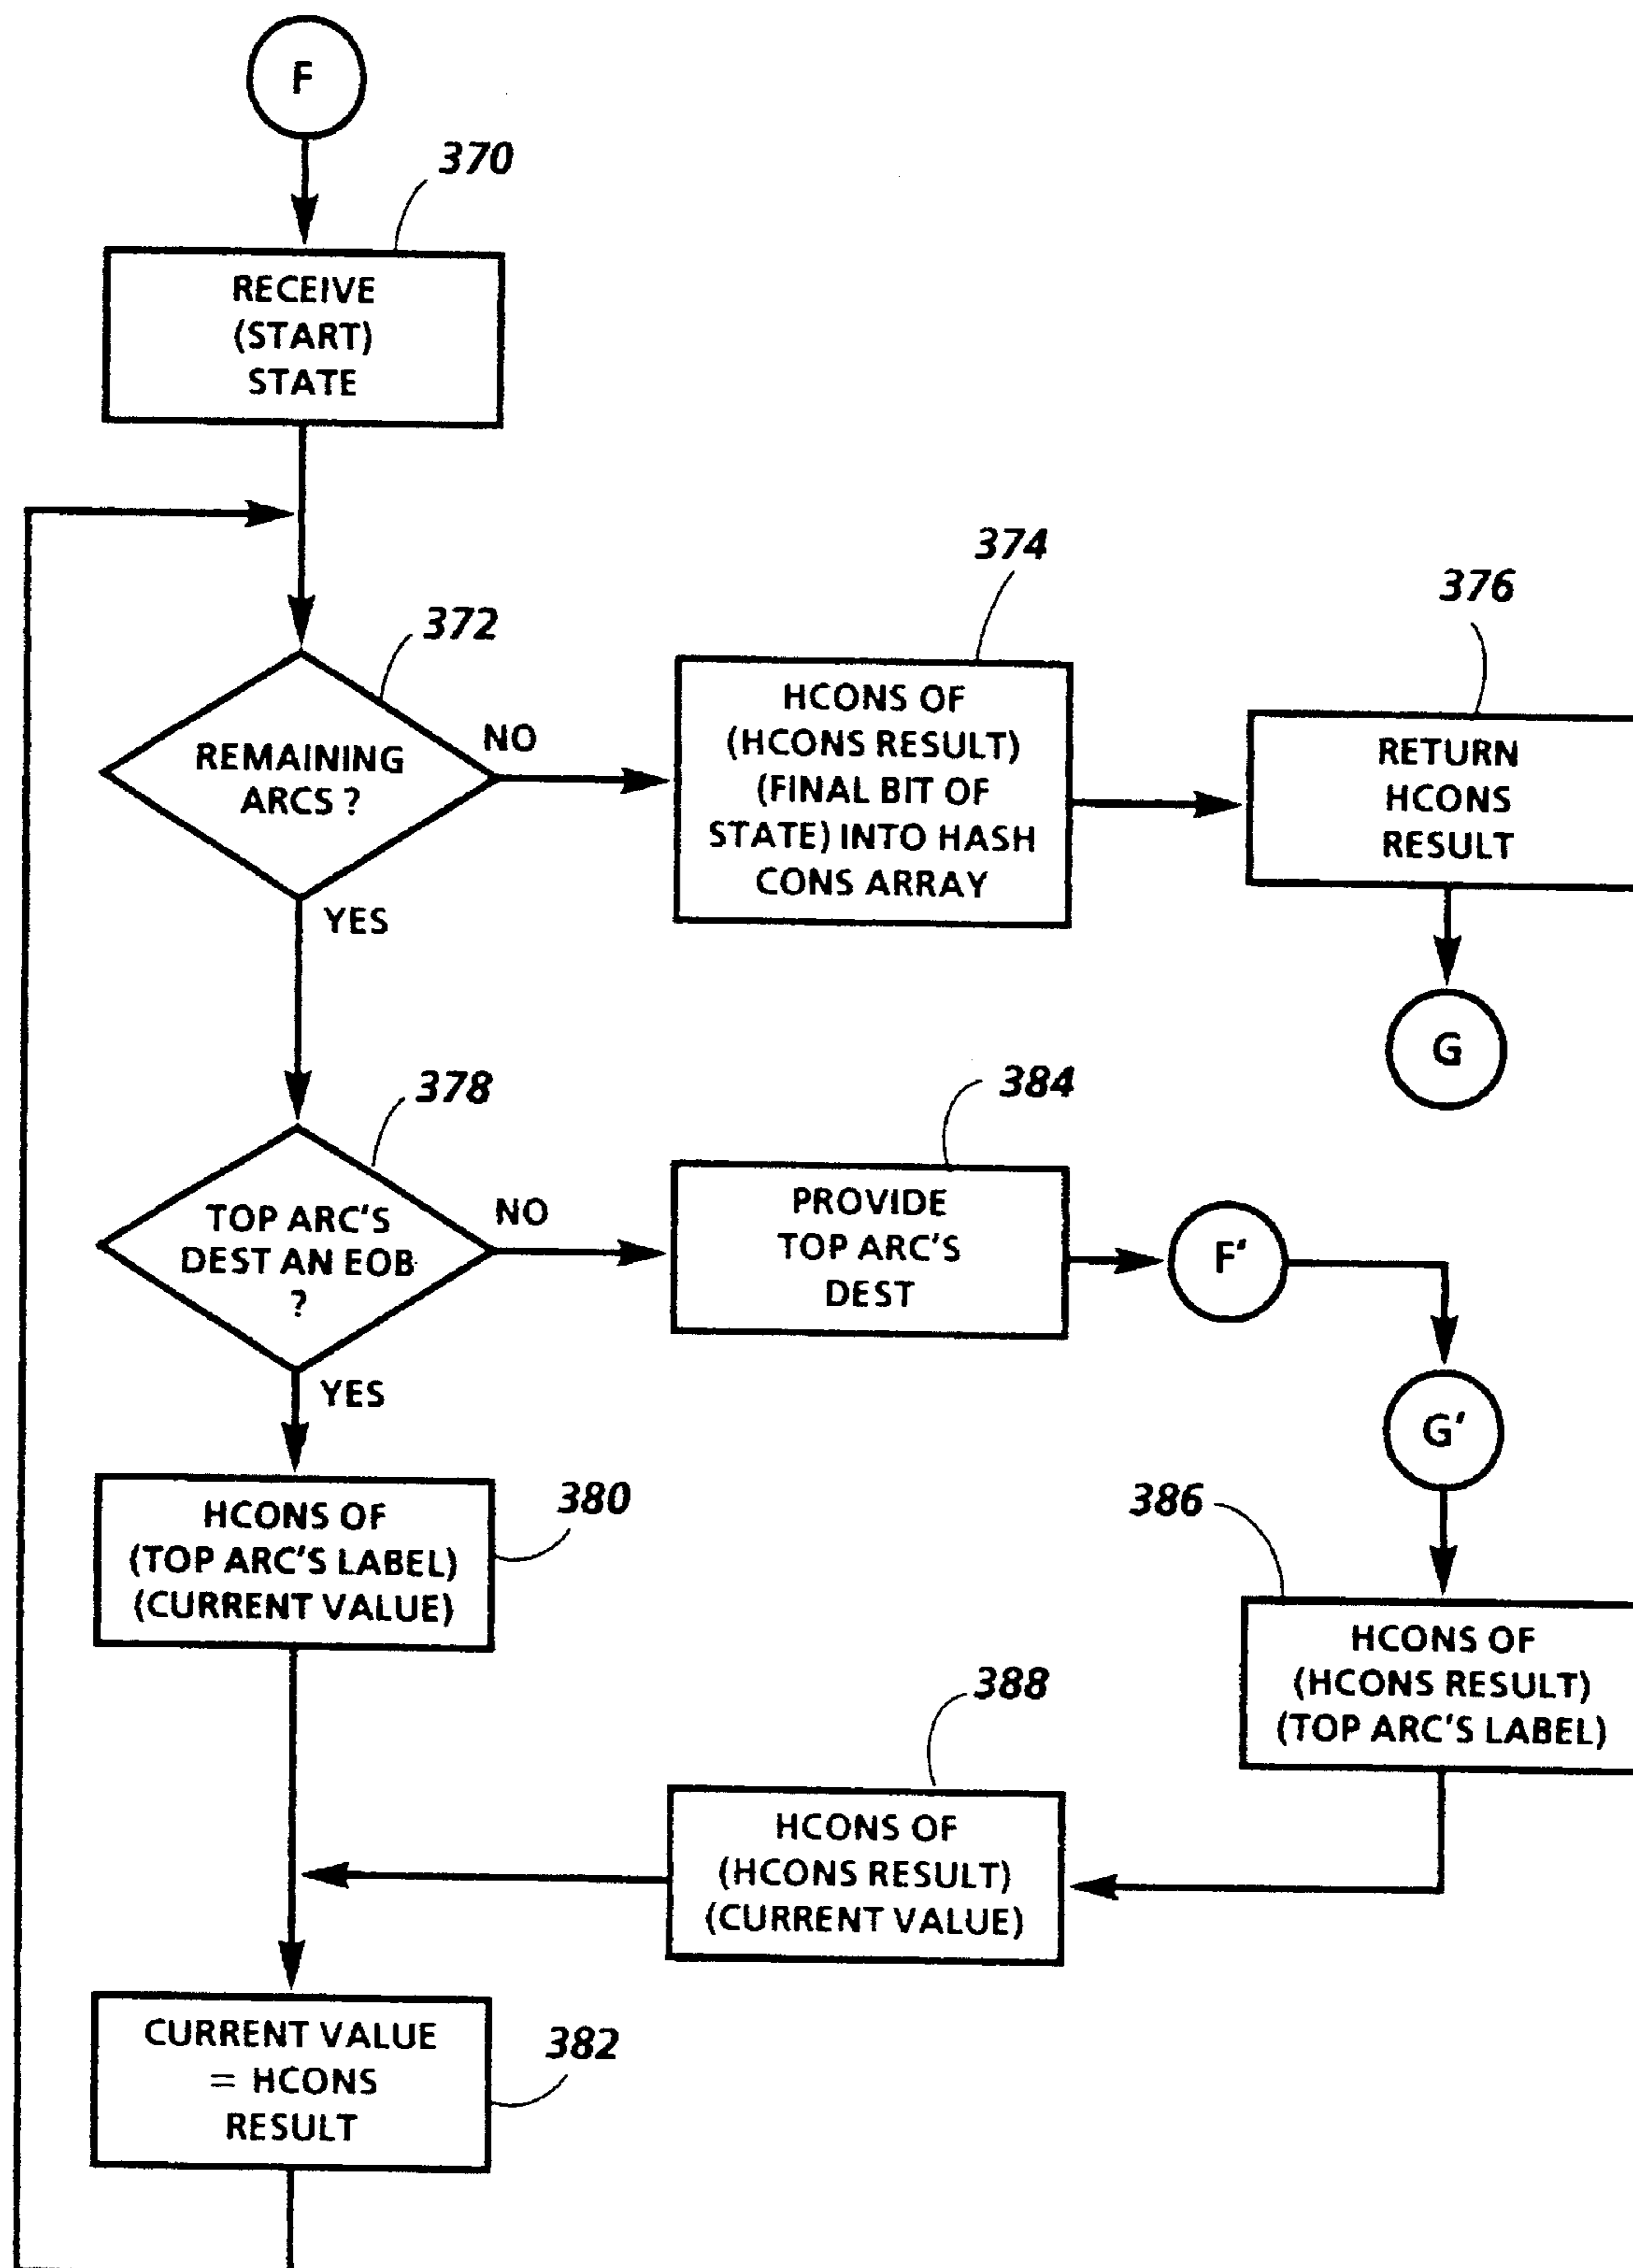 F
370
RECEIVE
(START)
STATE
372
REMAINING
ARCS ?
NO
YES
374
HCONS OF
(HCONS RESULT)
(FINAL BIT OF
STATE) INTO HASH
CONS ARRAY
376
RETURN
HCONS
RESULT
G
378
TOP ARC'S
DEST AN EOB
?
NO
YES
384
PROVIDE
TOP ARC'S
DEST
F'
G'
380
HCONS OF
(TOP ARC'S LABEL)
(CURRENT VALUE)
386
HCONS OF
(HCONS RESULT)
(TOP ARC'S LABEL)
388
HCONS OF
(HCONS RESULT)
(CURRENT VALUE)
382
CURRENT VALUE
= HCONS
RESULT